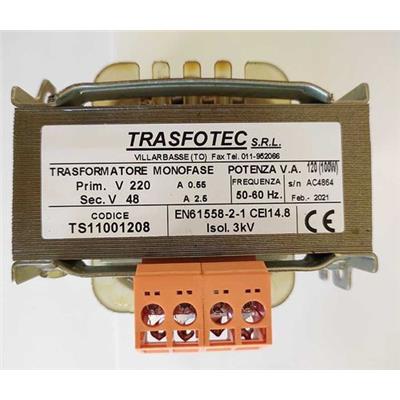 TRASFOTEC S.R.L.
VILLARBASSE (TO) Fax Tel. 011-952066
TRASFORMATORE MONOFASE POTENZA V.A. 120 (100W)
Prim. V 220 A 0.55 FREQUENZA s/n AC4864
Sec. V 48 A 2.5 50-60 Hz. Feb.- 2021
CODICE EN61558-2-1 CEI14.8
TS11001208 Isol. 3kV